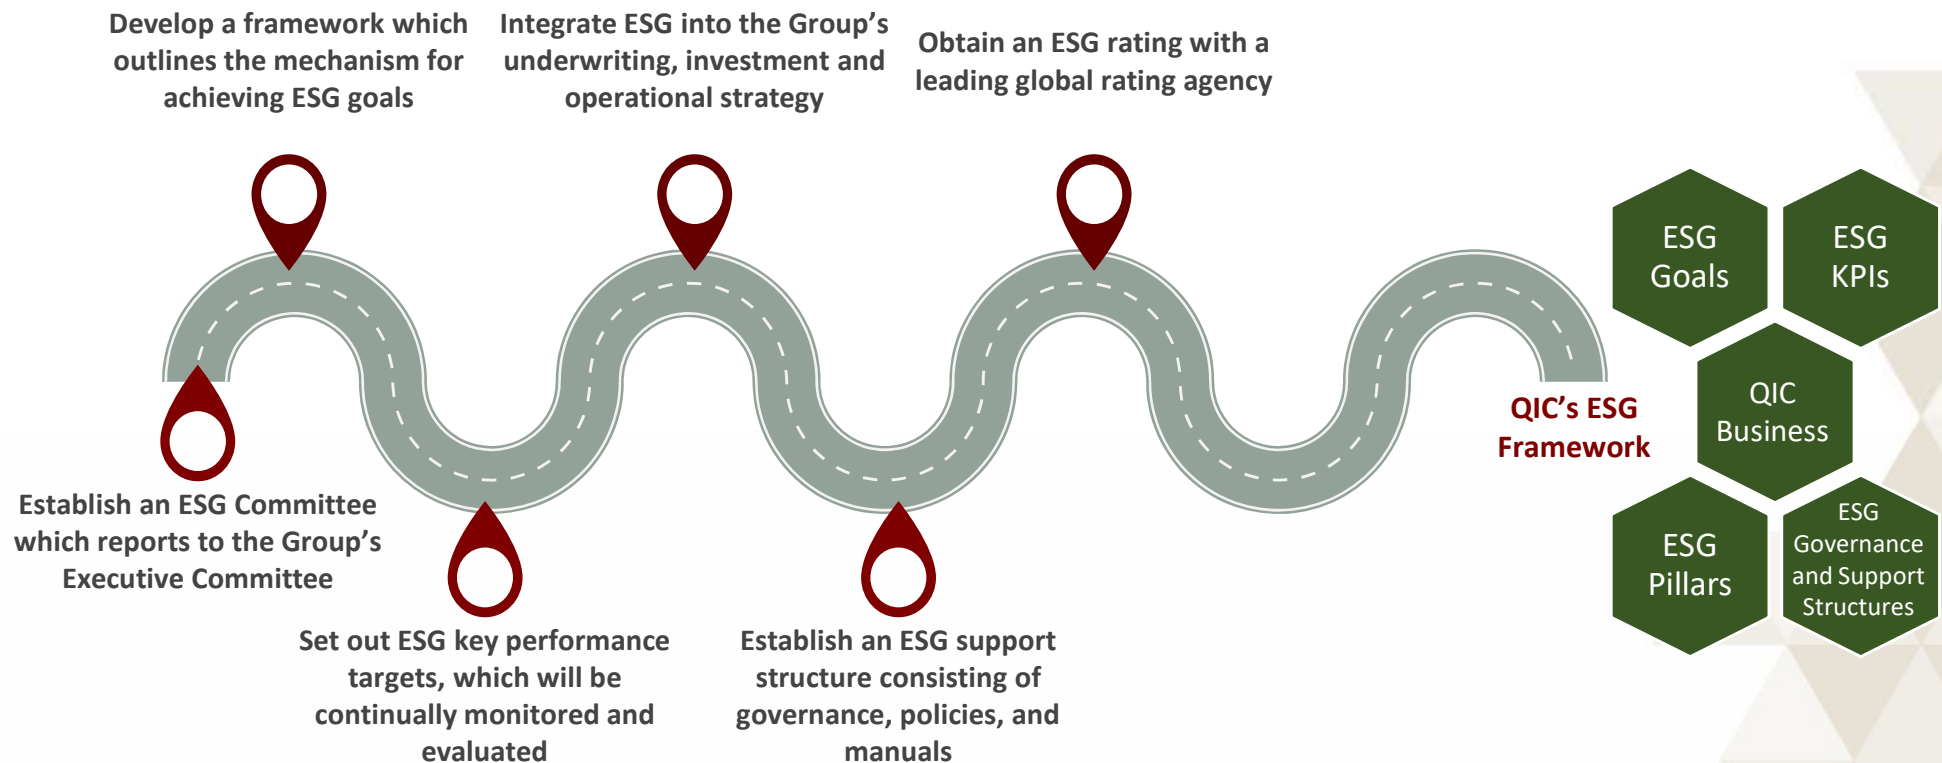 Develop a framework which
outlines the mechanism for
achieving ESG goals
Integrate ESG into the Group’s
underwriting, investment and
operational strategy
Obtain an ESG rating with a
leading global rating agency
Establish an ESG Committee
which reports to the Group’s
Executive Committee
Set out ESG key performance
targets, which will be
continually monitored and
evaluated
Establish an ESG support
structure consisting of
governance, policies, and
manuals
QIC’s ESG
Framework
ESG
Goals
ESG
KPIs
QIC
Business
ESG
Pillars
ESG
Governance
and Support
Structures